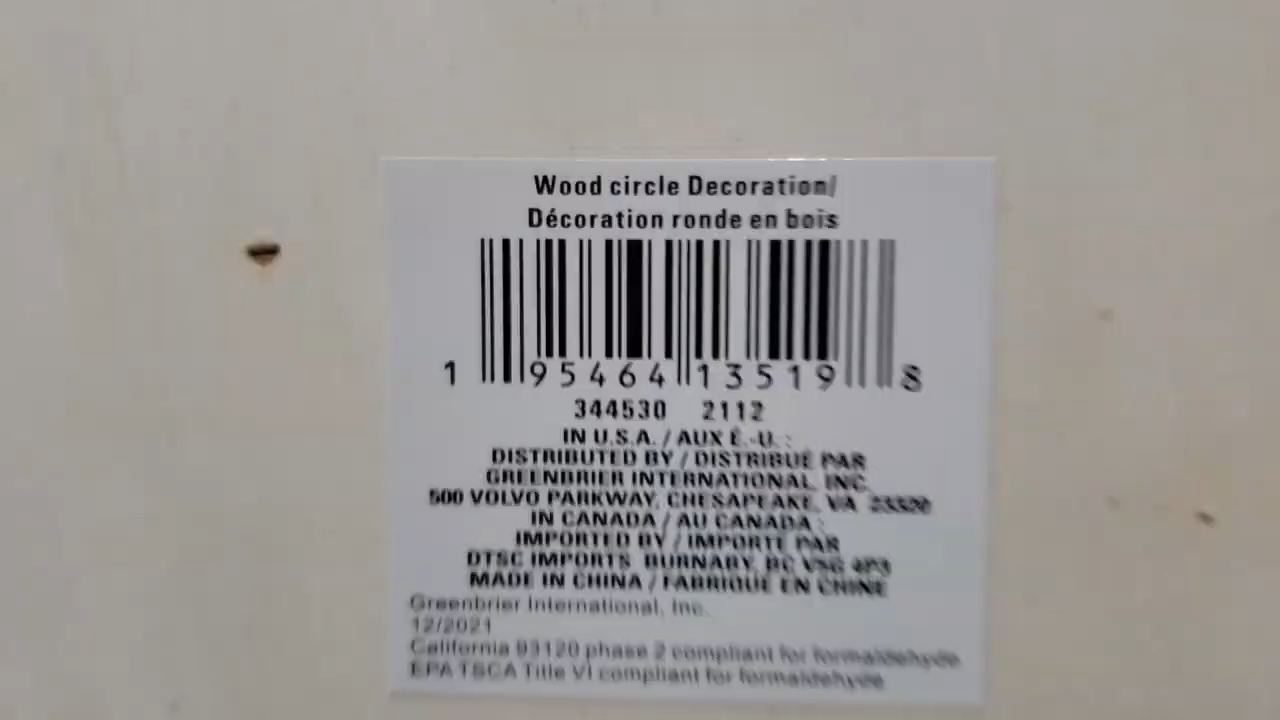 Wood circle Decoration/
Décoration ronde en bois
1 95464 13519 8
344530 2112
IN U.S.A. / AUX É.-U. :
DISTRIBUTED BY / DISTRIBUÉ PAR
GREENBRIER INTERNATIONAL, INC.
500 VOLVO PARKWAY, CHESAPEAKE, VA 23320
IN CANADA / AU CANADA :
IMPORTED BY / IMPORTÉ PAR
DTSC IMPORTS BURNABY, BC V5G 4P3
MADE IN CHINA / FABRIQUÉ EN CHINE
Greenbrier International, Inc.
12/2021
California 93120 phase 2 compliant for formaldehyde
EPA TSCA Title VI compliant for formaldehyde